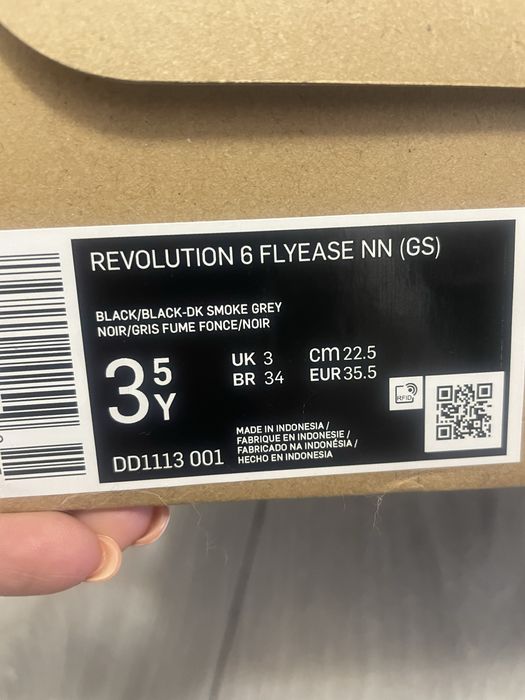 REVOLUTION 6 FLYEASE NN (GS)
BLACK/BLACK-DK SMOKE GREY
NOIR/GRIS FUME FONCE/NOIR
3 5 Y
UK 3 cm 22.5
BR 34 EUR 35.5
RFID
MADE IN INDONESIA /
FABRIQUE EN INDONESIE /
FABRICADO NA INDONÉSIA /
HECHO EN INDONESIA
DD1113 001